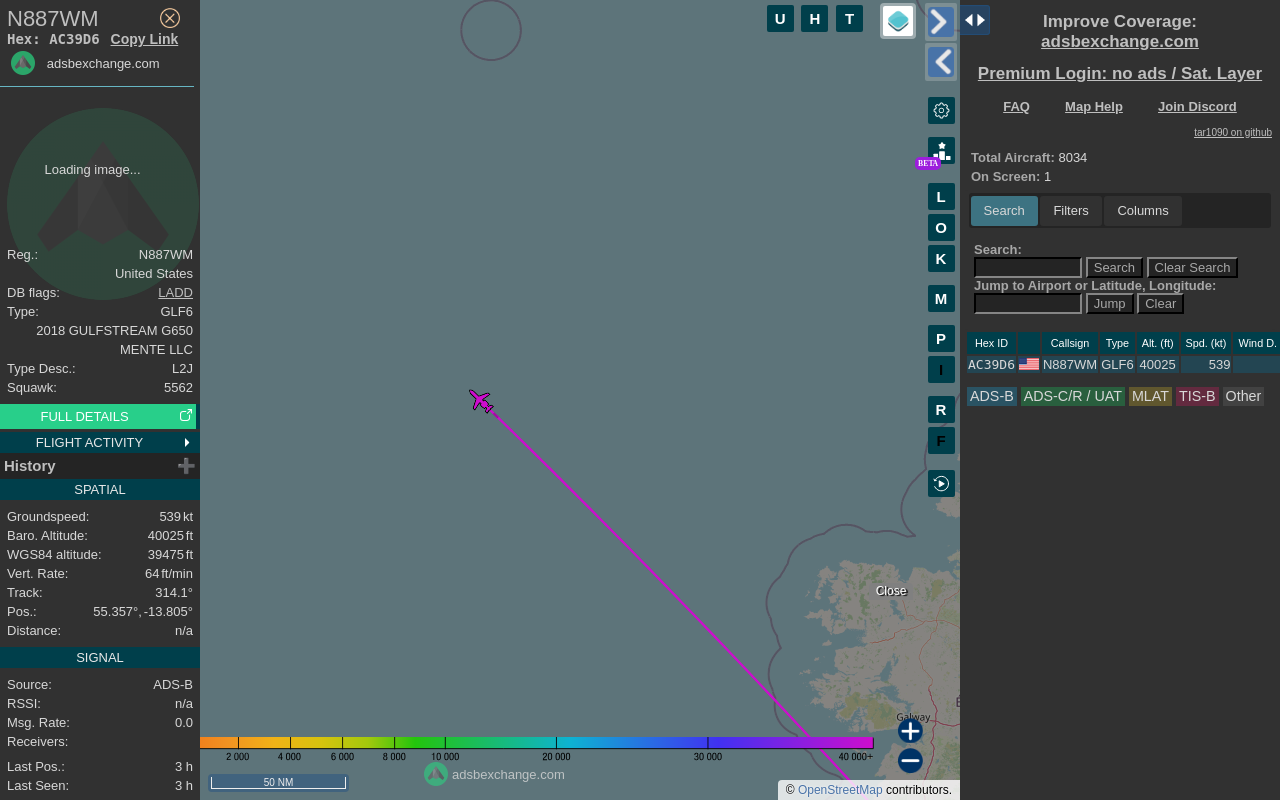 N887WM
Hex: AC39D6 Copy Link
adsbexchange.com
Loading image...
Reg.: N887WM
United States
DB flags: LADD
Type: GLF6
2018 GULFSTREAM G650
MENTE LLC
Type Desc.: L2J
Squawk: 5562
FULL DETAILS
FLIGHT ACTIVITY
History
SPATIAL
Groundspeed: 539 kt
Baro. Altitude: 40025 ft
WGS84 altitude: 39475 ft
Vert. Rate: 64 ft/min
Track: 314.1°
Pos.: 55.357°, -13.805°
Distance: n/a
SIGNAL
Source: ADS-B
RSSI: n/a
Msg. Rate: 0.0
Receivers:
Last Pos.: 3 h
Last Seen: 3 h
U H T
BETA
L
O
K
M
P
I
R
F
Close
Galway
2 000 4 000 6 000 8 000 10 000 20 000 30 000 40 000+
50 NM
adsbexchange.com
© OpenStreetMap contributors.
Improve Coverage:
adsbexchange.com
Premium Login: no ads / Sat. Layer
FAQ Map Help Join Discord
tar1090 on github
Total Aircraft: 8034
On Screen: 1
Search Filters Columns
Search:
Search Clear Search
Jump to Airport or Latitude, Longitude:
Jump Clear
Hex ID Callsign Type Alt. (ft) Spd. (kt) Wind D.
AC39D6 N887WM GLF6 40025 539
ADS-B ADS-C/R / UAT MLAT TIS-B Other